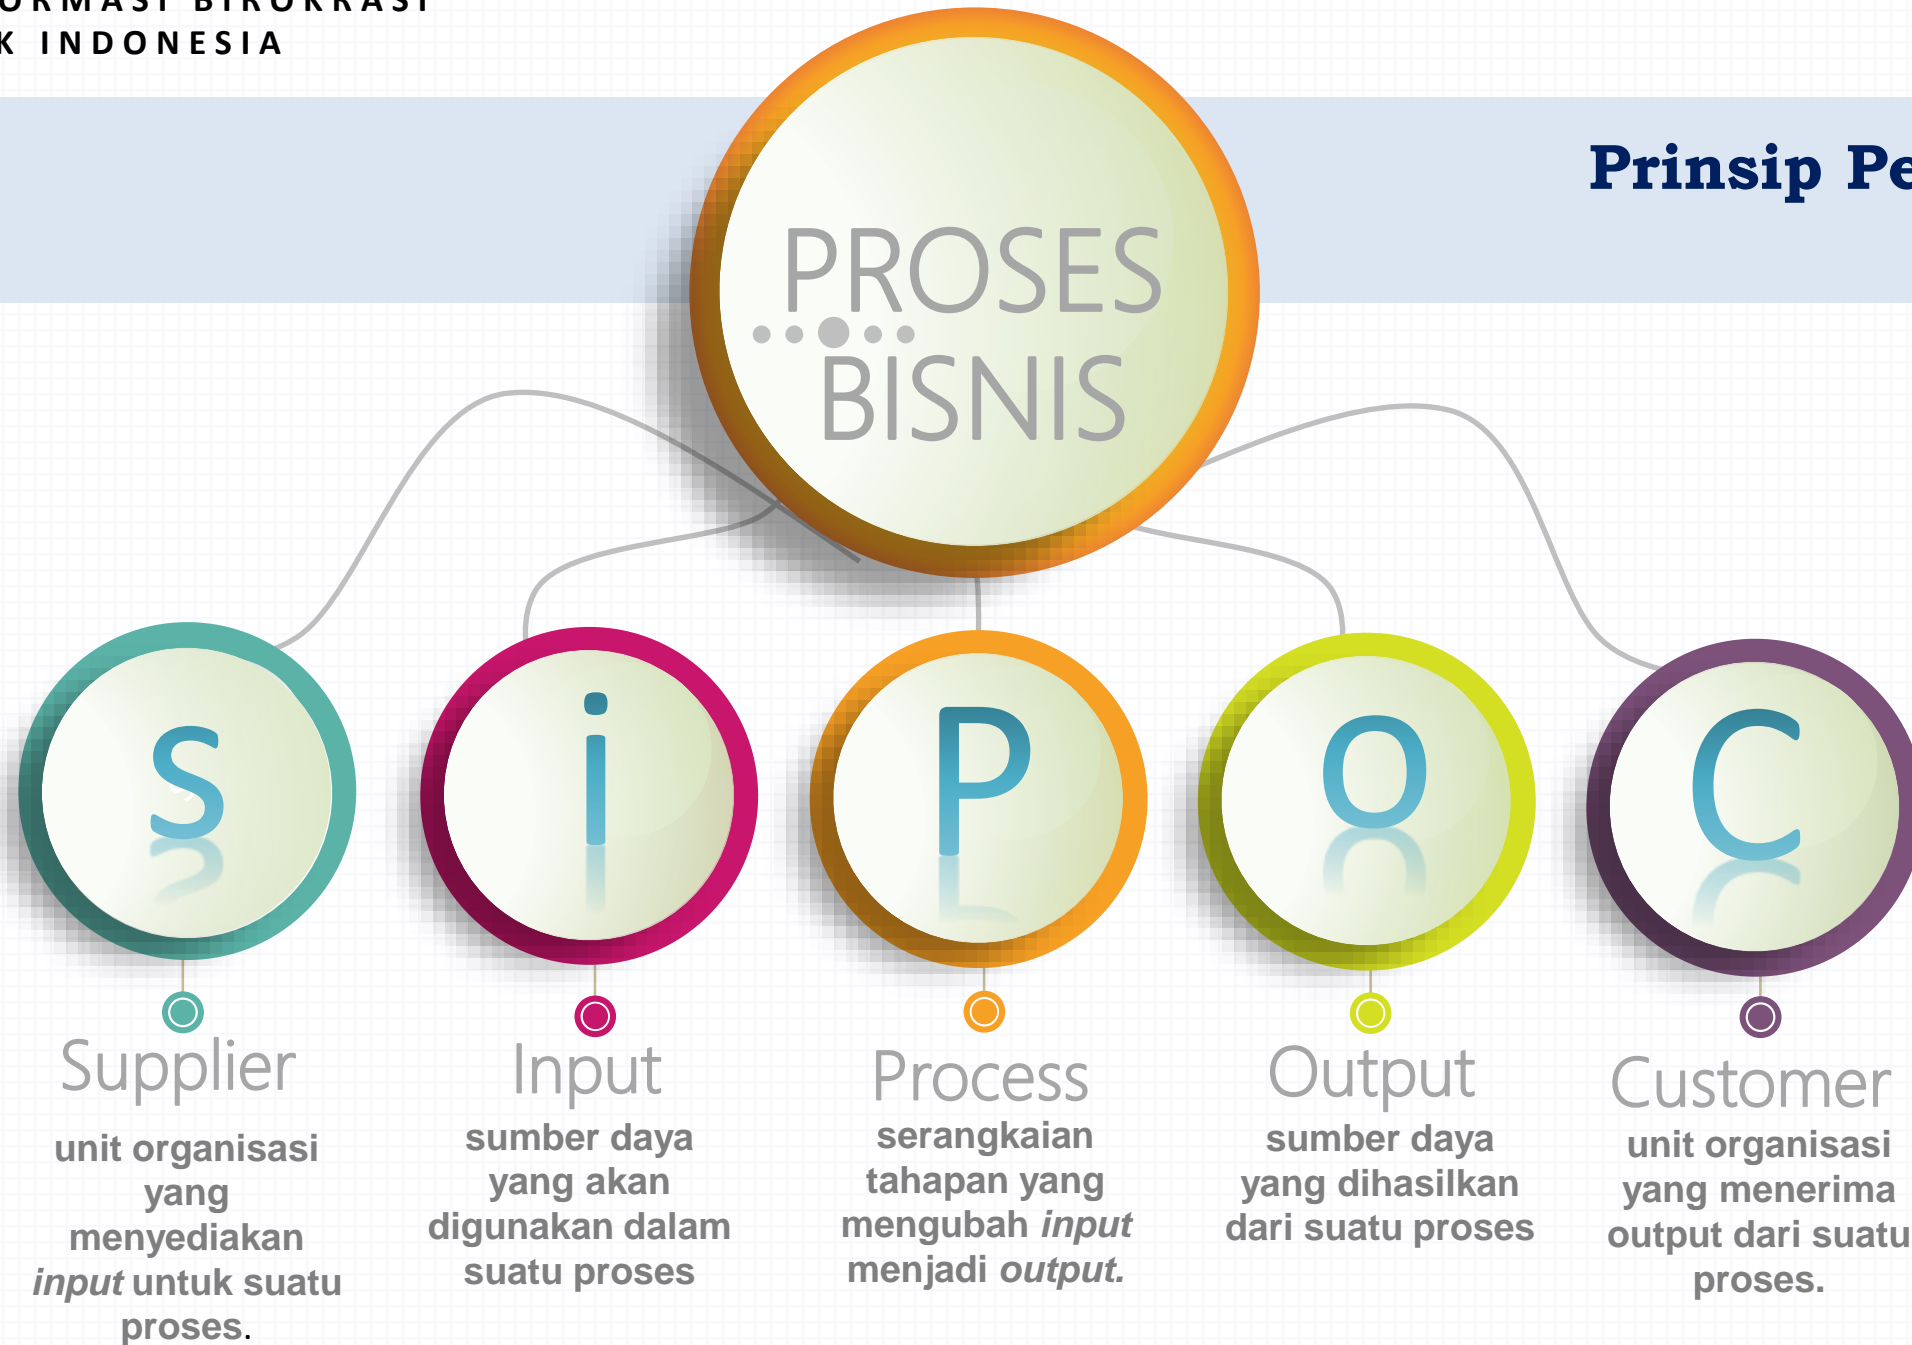 K INDONESIA
Prinsip
PROSES
BISNIS
s
i
P
o
C
Supplier
unit organisasi
yang
menyediakan
input untuk suatu
proses.
Input
sumber daya
yang akan
digunakan dalam
suatu proses
Process
serangkaian
tahapan yang
mengubah input
menjadi output.
Output
sumber daya
yang dihasilkan
dari suatu proses
Customer
unit organisasi
yang menerima
output dari suatu
proses.